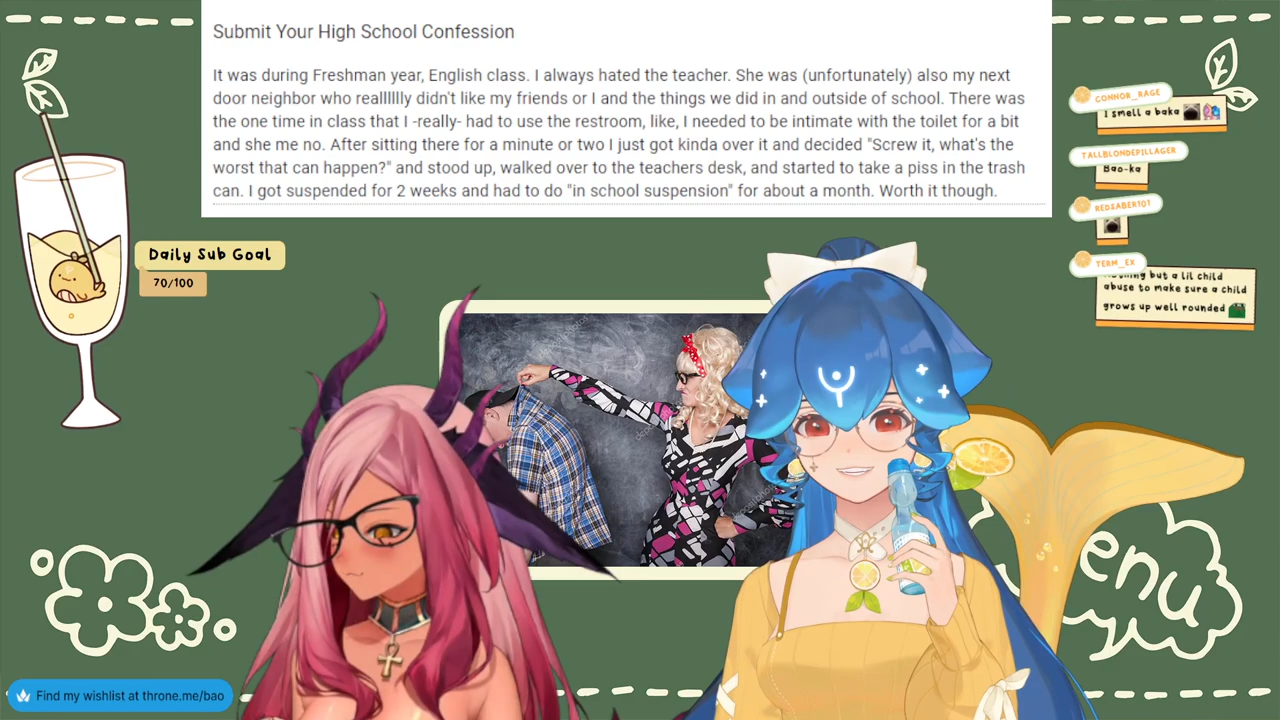 Submit Your High School Confession
It was during Freshman year, English class. I always hated the teacher. She was (unfortunately) also my next
door neighbor who realllllly didn't like my friends or I and the things we did in and outside of school. There was
the one time in class that I -really- had to use the restroom, like, I needed to be intimate with the toilet for a bit
and she me no. After sitting there for a minute or two I just got kinda over it and decided "Screw it, what's the
worst that can happen?" and stood up, walked over to the teachers desk, and started to take a piss in the trash
can. I got suspended for 2 weeks and had to do "in school suspension" for about a month. Worth it though.
CONNOR_RAGE
I smell a baka
TALLBLONDEPILLAGER
Bao-ka
REDSABER101
TERM_EX
Nothing but a lil child
abuse to make sure a child
grows up well rounded
Daily Sub Goal
70/100
enu
Find my wishlist at throne.me/bao